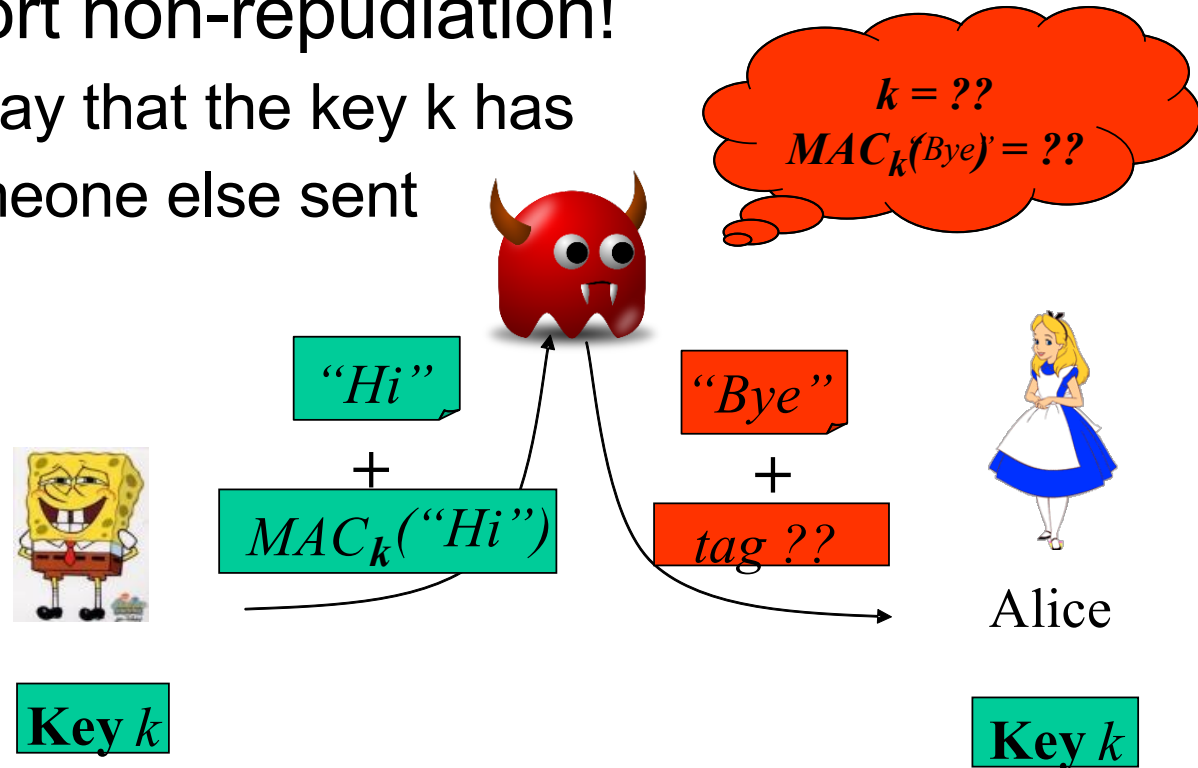 ort non-repudiation!
ay that the key k has
meone else sent
k = ??
MACk("Bye") = ??
"Hi"
+
MACk("Hi")
"Bye"
+
tag ??
Alice
Key k
Key k